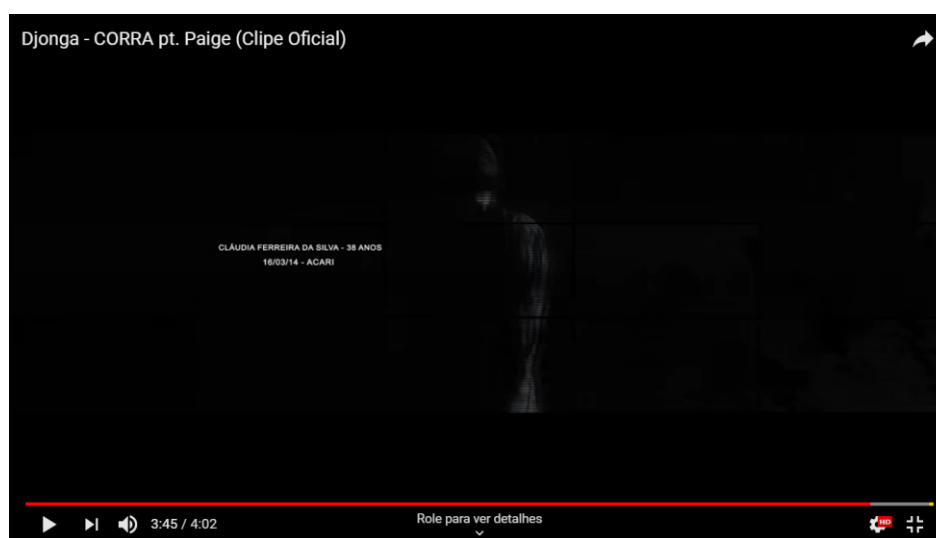 Djonga - CORRA pt. Paige (Clipe Oficial)
CLÁUDIA FERREIRA DA SILVA - 38 ANOS
16/03/14 - ACARI
3:45 / 4:02
Role para ver detalhes
HD